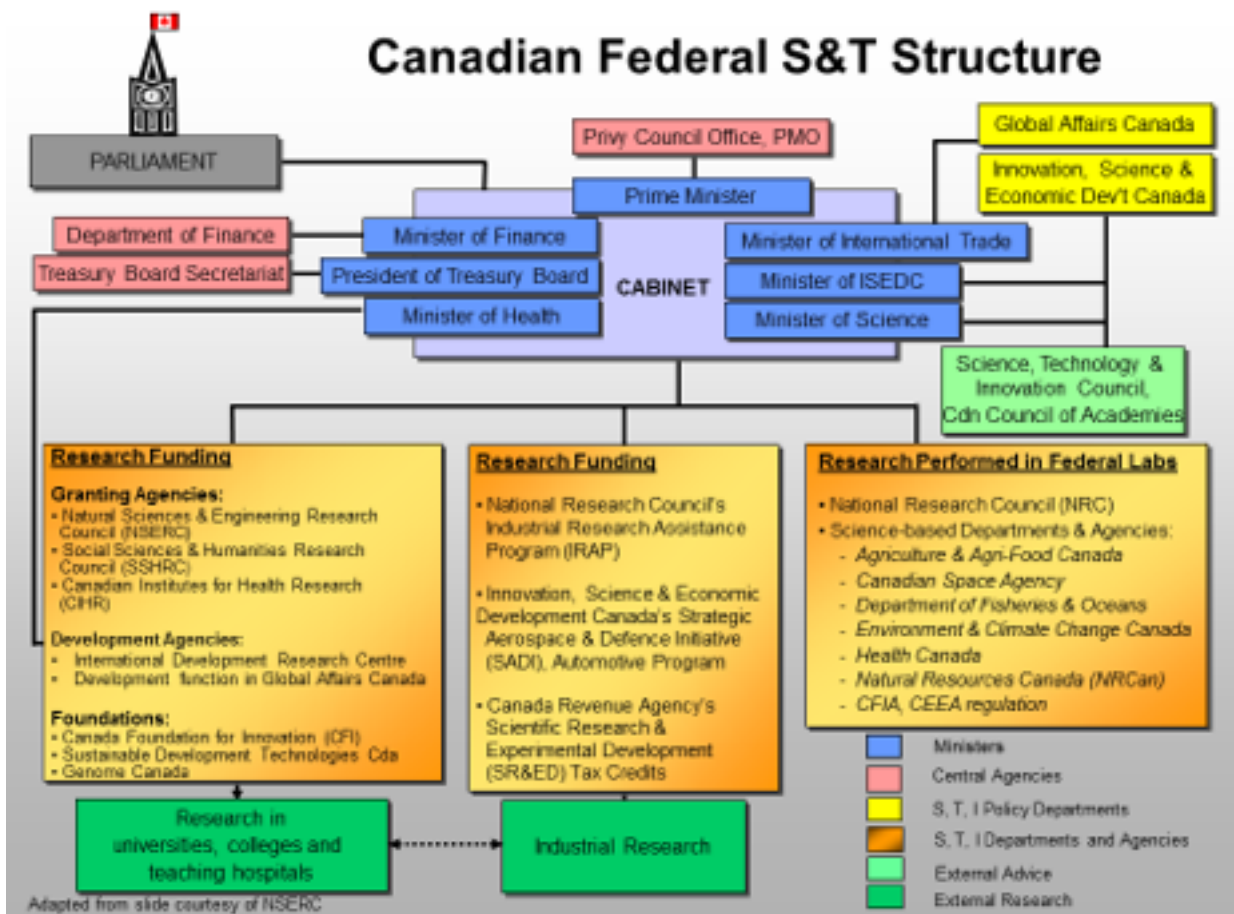 Canadian Federal S&T Structure
PARLIAMENT
Privy Council Office, PMO
Prime Minister
Global Affairs Canada
Innovation, Science &
Economic Dev't Canada
Department of Finance
Minister of Finance
Minister of International Trade
Treasury Board Secretariat
President of Treasury Board
CABINET
Minister of ISEDC
Minister of Health
Minister of Science
Science, Technology &
Innovation Council,
Cdn Council of Academies
Research Funding
Granting Agencies:
• Natural Sciences & Engineering Research
Council (NSERC)
• Social Sciences & Humanities Research
Council (SSHRC)
• Canadian Institutes for Health Research
(CIHR)
Development Agencies:
• International Development Research Centre
• Development function in Global Affairs Canada
Foundations:
• Canada Foundation for Innovation (CFI)
• Sustainable Development Technologies Cda
• Genome Canada
Research Funding
• National Research Council's
Industrial Research Assistance
Program (IRAP)
• Innovation, Science & Economic
Development Canada's Strategic
Aerospace & Defence Initiative
(SADI), Automotive Program
• Canada Revenue Agency's
Scientific Research &
Experimental Development
(SR&ED) Tax Credits
Research Performed in Federal Labs
• National Research Council (NRC)
• Science-based Departments & Agencies:
- Agriculture & Agri-Food Canada
- Canadian Space Agency
- Department of Fisheries & Oceans
- Environment & Climate Change Canada
- Health Canada
- Natural Resources Canada (NRCan)
- CFIA, CEEA regulation
Research in
universities, colleges and
teaching hospitals
Industrial Research
Ministers
Central Agencies
S, T, I Policy Departments
S, T, I Departments and Agencies
External Advice
External Research
Adapted from slide courtesy of NSERC